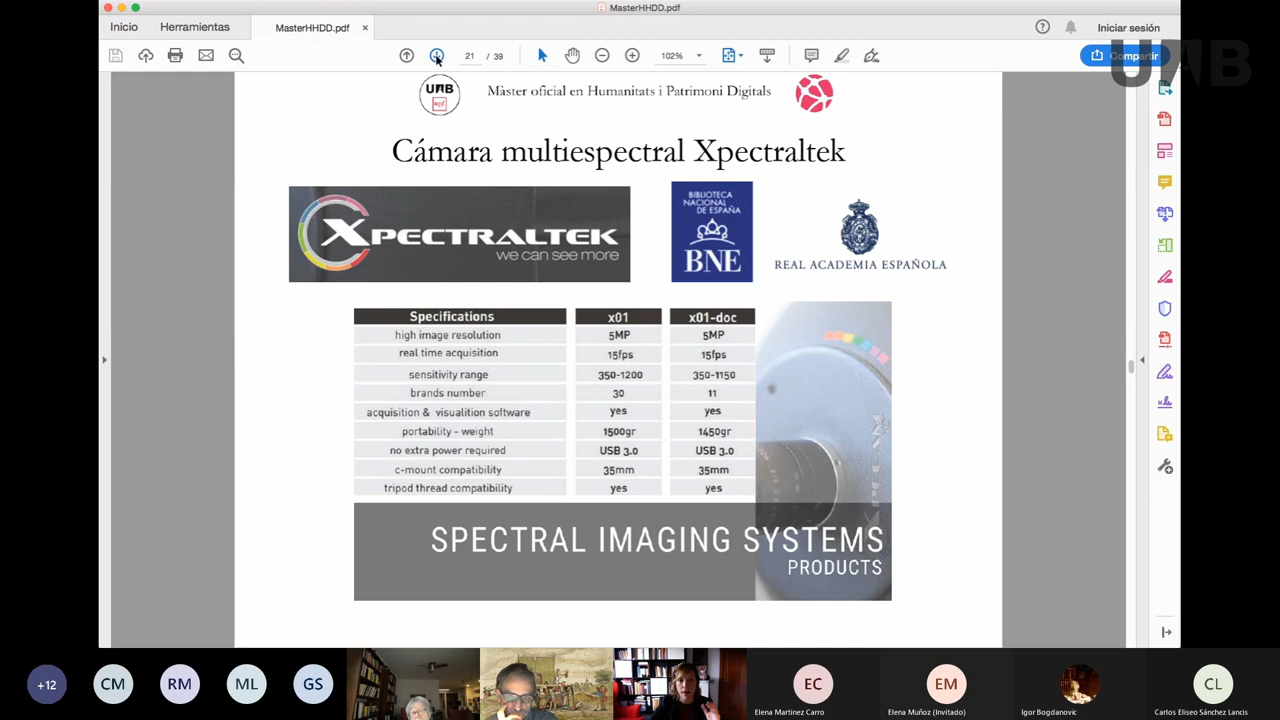 MasterHHDD.pdf
Inicio
Herramientas
MasterHHDD.pdf
×
Iniciar sesión
21 / 39
102%
Compartir
UAB
UAB
upf
Màster oficial en Humanitats i Patrimoni Digitals
Cámara multiespectral Xpectraltek
XPECTRALTEK
we can see more
BIBLIOTECA
NACIONAL
DE ESPAÑA
BNE
REAL ACADEMIA ESPAÑOLA
Specifications x01 x01-doc
high image resolution 5MP 5MP
real time acquisition 15fps 15fps
sensitivity range 350-1200 350-1150
brands number 30 11
acquisition & visualition software yes yes
portability - weight 1500gr 1450gr
no extra power required USB 3.0 USB 3.0
c-mount compatibility 35mm 35mm
tripod thread compatibility yes yes
SPECTRAL IMAGING SYSTEMS
PRODUCTS
+12
CM
RM
ML
GS
EC
EM
CL
Elena Martinez Carro
Elena Muñoz (Invitado)
Igor Bogdanovic
Carlos Eliseo Sánchez Lancis